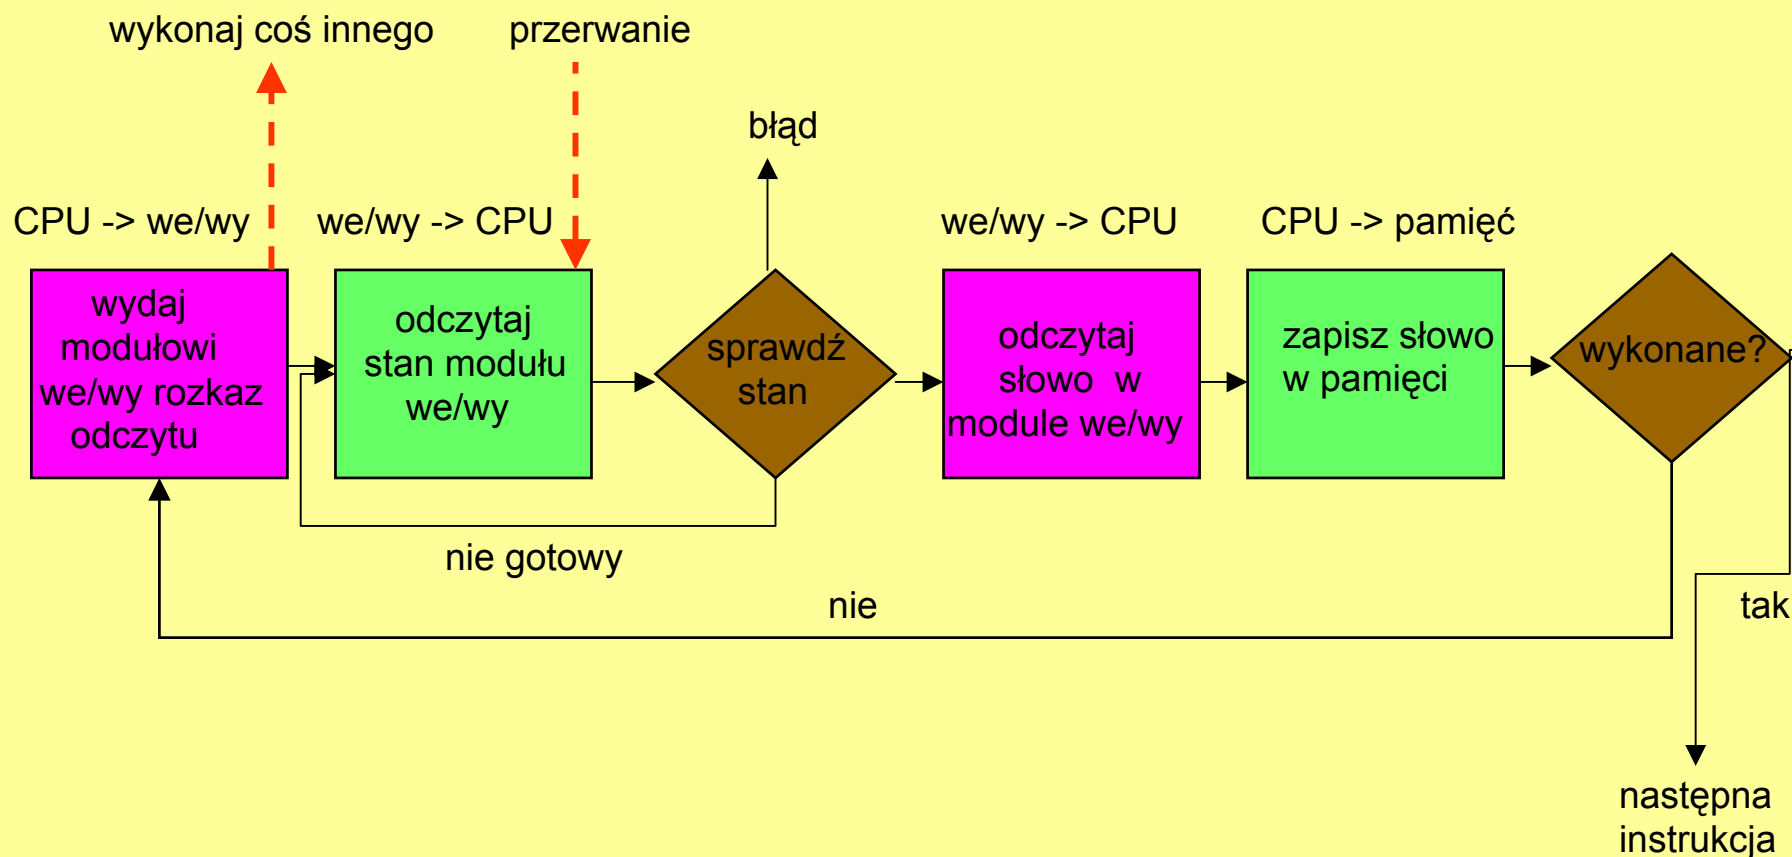 wykonaj coś innego
przerwanie
błąd
CPU -> we/wy
we/wy -> CPU
we/wy -> CPU
CPU -> pamięć
wydaj
modułowi
we/wy rozkaz
odczytu
odczytaj
stan modułu
we/wy
sprawdź
stan
odczytaj
słowo w
module we/wy
zapisz słowo
w pamięci
wykonane?
nie gotowy
nie
tak
następna
instrukcja